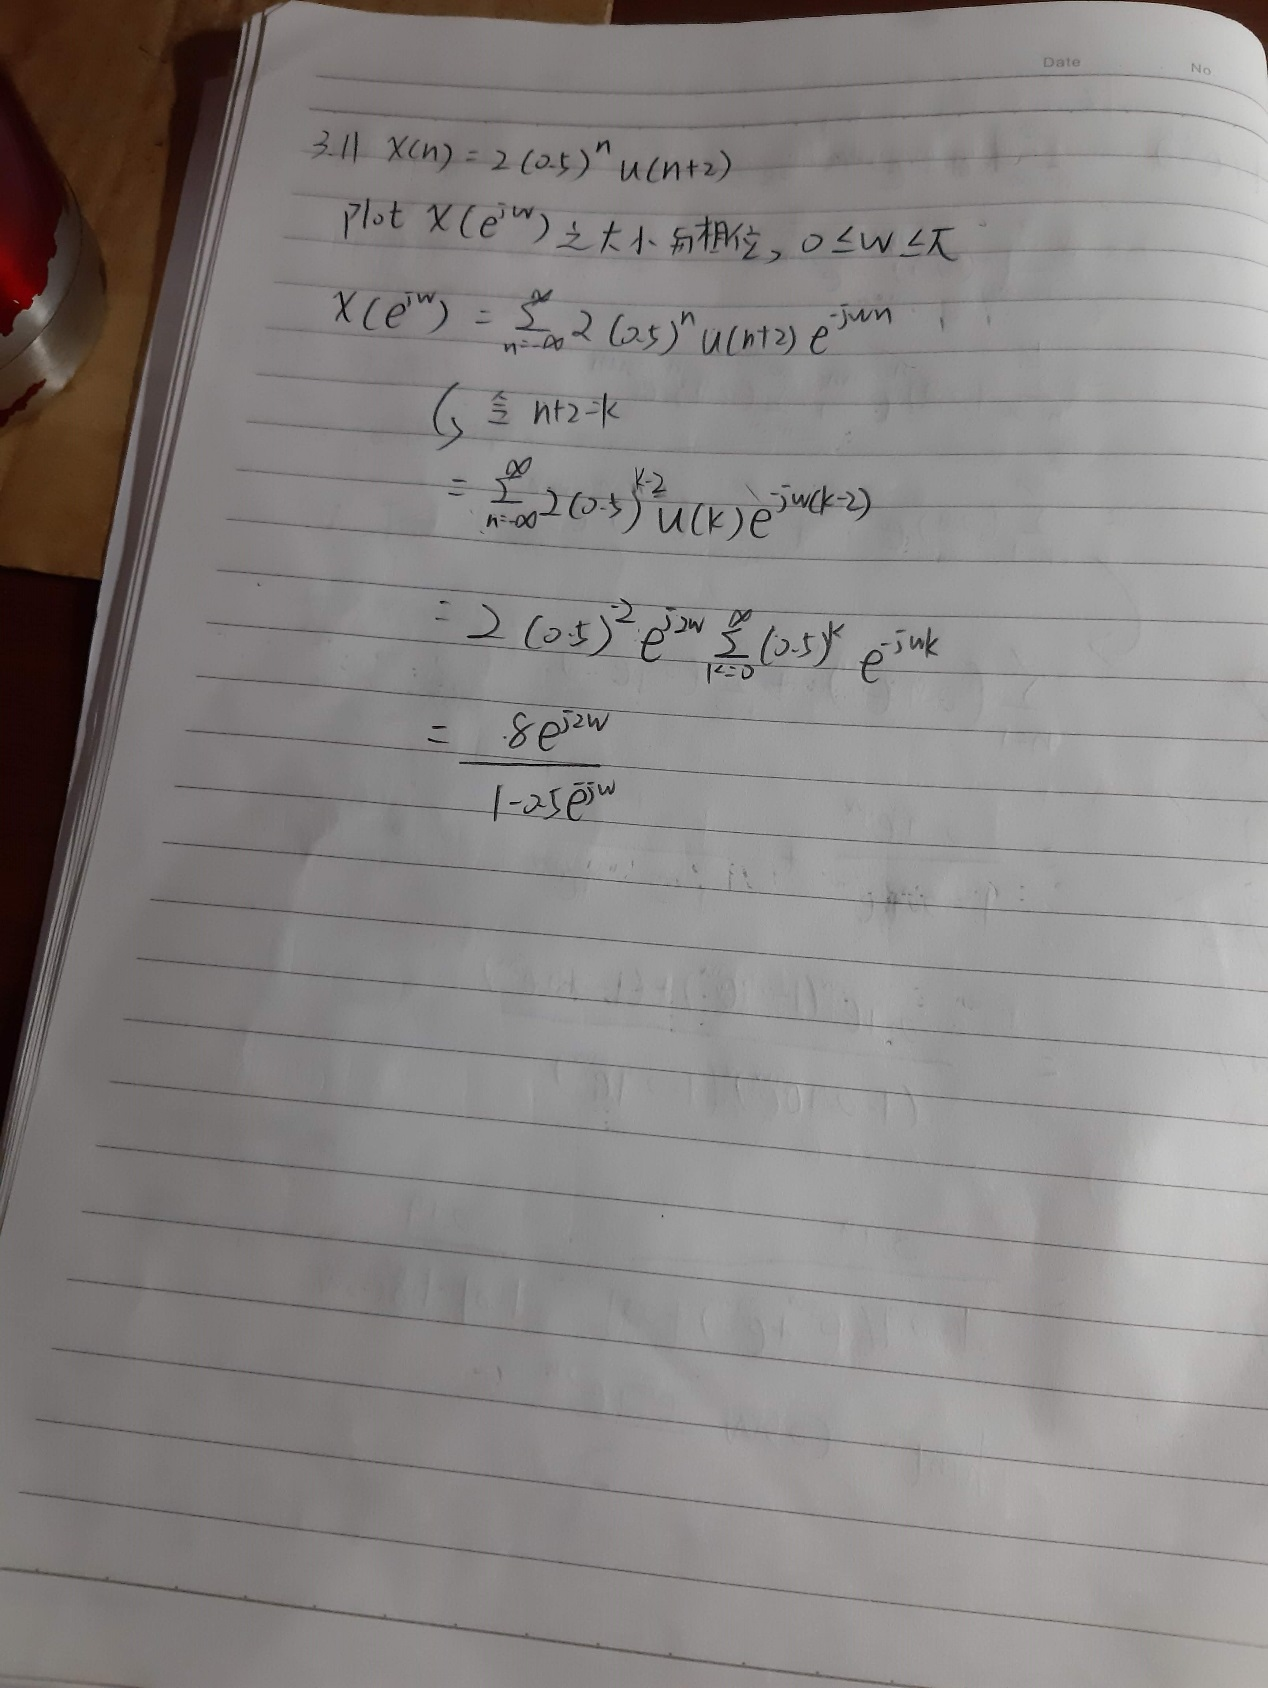 Date No
3.11 X(n) = 2(0.5)^n u(n+2)
Plot X(e^{jw}) 之大小与相位, 0 ≤ w ≤ π
X(e^{jw}) = Σ_{n=-∞}^{∞} 2(0.5)^n u(n+2) e^{-jwn}
↳ 令 n+2=k
= Σ_{n=-∞}^{∞} 2(0.5)^{k-2} u(k) e^{-jw(k-2)}
= 2(0.5)^{-2} e^{j2w} Σ_{k=0}^{∞} (0.5)^k e^{-jwk}
= 8e^{j2w}
1-0.5e^{-jw}